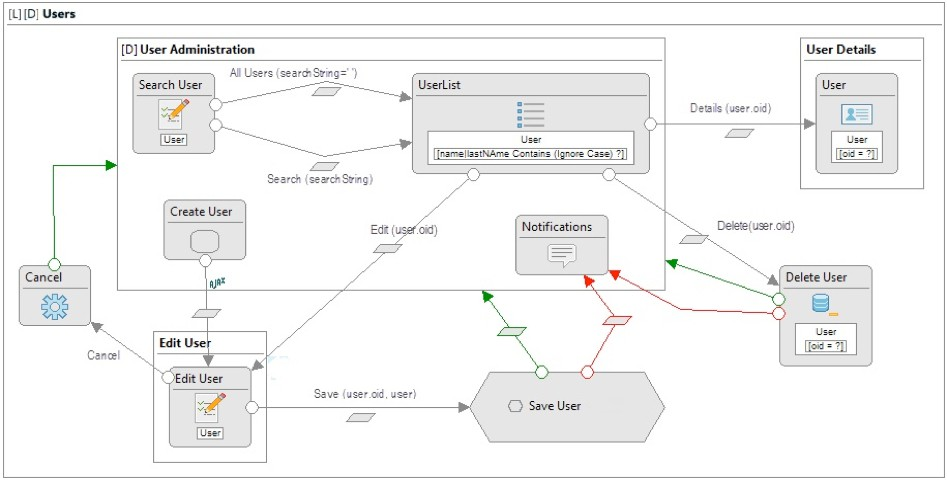 [L] [D] Users
[D] User Administration
User Details
Search User
User
All Users (searchString='')
Search (searchString)
UserList
User
[name|lastNAme Contains (Ignore Case) ?]
Details (user.oid)
User
User
[oid = ?]
Create User
AJAX
Edit (user.oid)
Notifications
Delete(user.oid)
Cancel
Delete User
User
[oid = ?]
Cancel
Edit User
Edit User
User
Save (user.oid, user)
Save User